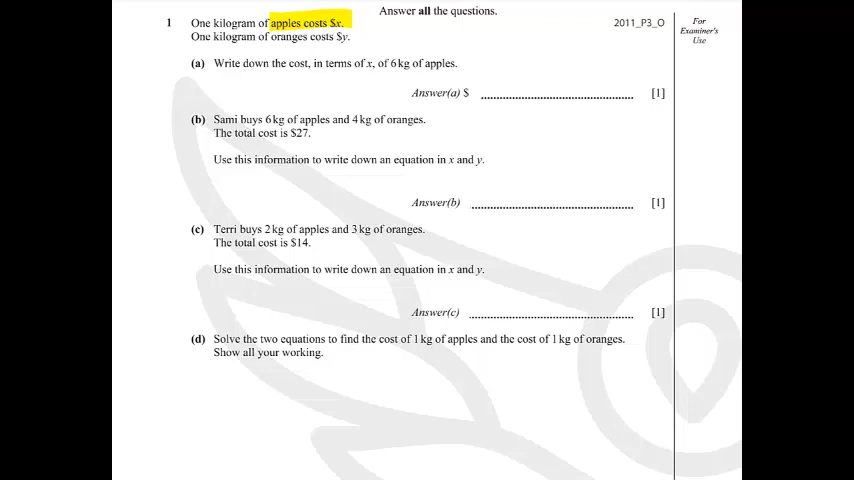 Answer all the questions.
1 One kilogram of apples costs $x.
2011_P3_O
For
Examiner's
Use
One kilogram of oranges costs $y.
(a) Write down the cost, in terms of x, of 6 kg of apples.
Answer(a) $ ............................................................ [1]
(b) Sami buys 6 kg of apples and 4 kg of oranges.
The total cost is $27.
Use this information to write down an equation in x and y.
Answer(b) ............................................................ [1]
(c) Terri buys 2 kg of apples and 3 kg of oranges.
The total cost is $14.
Use this information to write down an equation in x and y.
Answer(c) ............................................................ [1]
(d) Solve the two equations to find the cost of 1 kg of apples and the cost of 1 kg of oranges.
Show all your working.